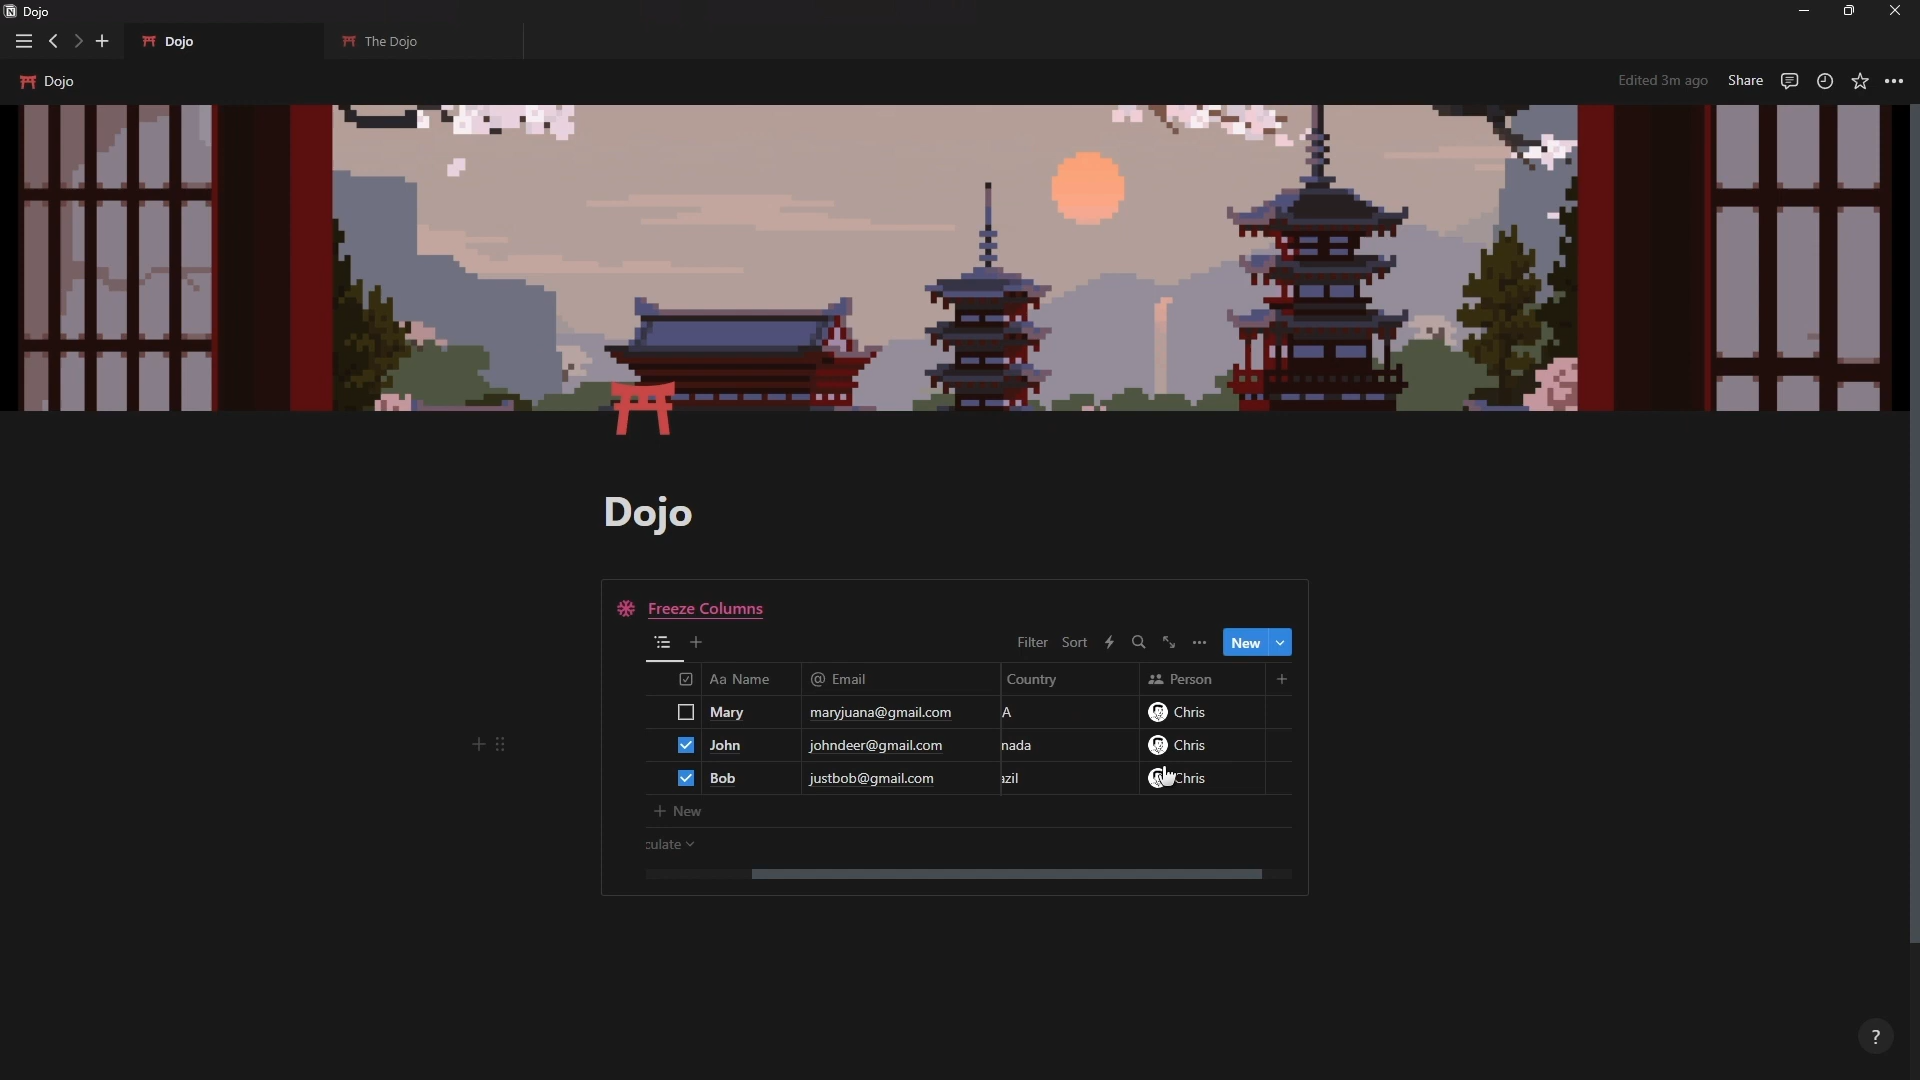 Dojo
Dojo
The Dojo
Dojo
Edited 3m ago
Share
Dojo
Freeze Columns
Filter
Sort
New
Aa Name
@ Email
Country
Person
Mary
maryjuana@gmail.com
A
Chris
John
johndeer@gmail.com
nada
Chris
Bob
justbob@gmail.com
azil
Chris
+ New
culate
?